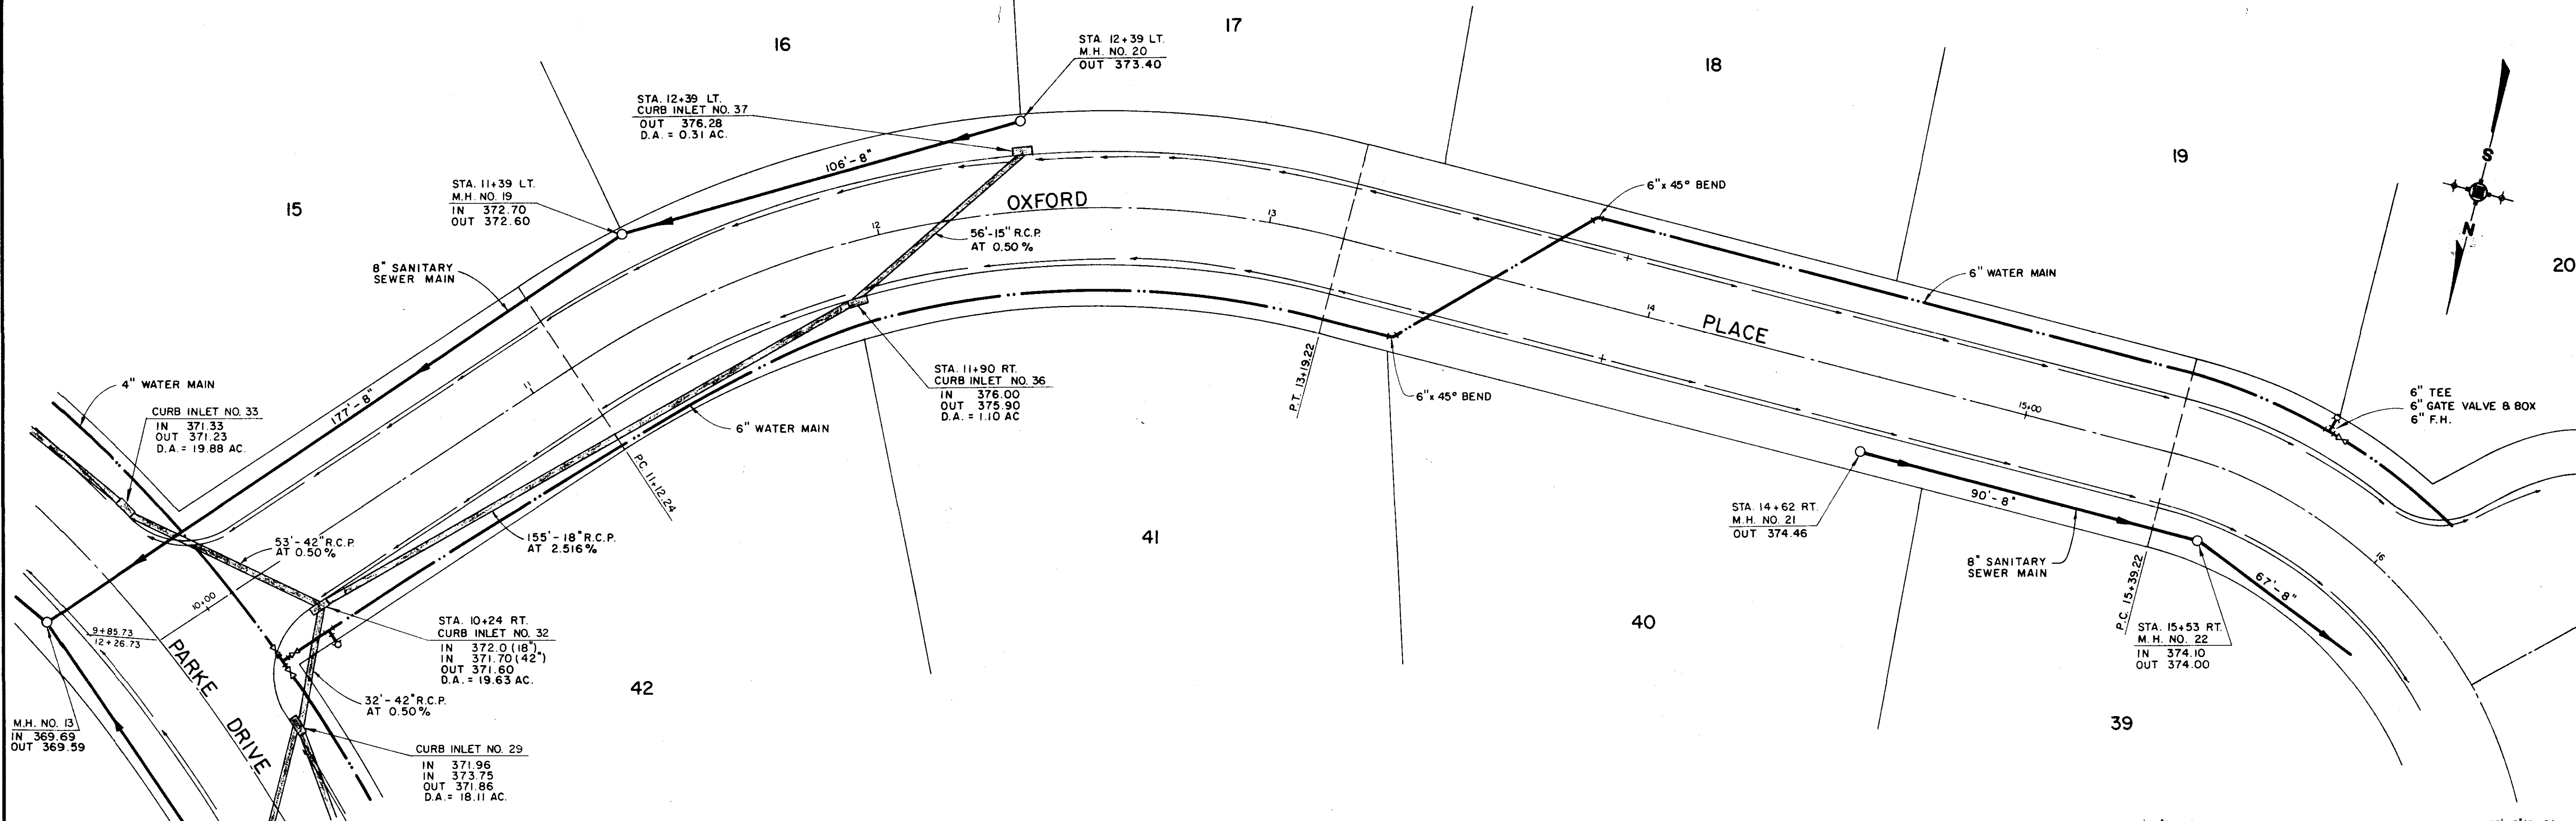 16
17
18
19
20
15
STA. 12+39 LT.
M.H. NO. 20
OUT 373.40
STA. 12+39 LT.
CURB INLET NO. 37
OUT 376.28
D.A. = 0.31 AC.
106'-8"
STA. 11+39 LT.
M.H. NO. 19
IN 372.70
OUT 372.60
8" SANITARY
SEWER MAIN
177'-8"
4" WATER MAIN
CURB INLET NO. 33
IN 371.33
OUT 371.23
D.A. = 19.88 AC.
OXFORD
PLACE
11
12
13
14
15+00
16
56'-15" R.C.P.
AT 0.50%
6" x 45° BEND
6" WATER MAIN
S
N
STA. 11+90 RT.
CURB INLET NO. 36
IN 376.00
OUT 375.90
D.A. = 1.10 AC
P.T. 13+19.22
6" x 45° BEND
6" TEE
6" GATE VALVE & BOX
6" F.H.
6" WATER MAIN
P.C. 11+12.24
155'-18" R.C.P.
AT 2.516%
53'-42" R.C.P.
AT 0.50%
10+00
9+85.73
12+26.73
PARKE DRIVE
STA. 10+24 RT.
CURB INLET NO. 32
IN 372.0 (18")
IN 371.70 (42")
OUT 371.60
D.A. = 19.63 AC.
32'-42" R.C.P.
AT 0.50%
M.H. NO. 13
IN 369.69
OUT 369.59
CURB INLET NO. 29
IN 371.96
IN 373.75
OUT 371.86
D.A. = 18.11 AC.
42
41
40
39
STA. 14+62 RT.
M.H. NO. 21
OUT 374.46
90'-8"
8" SANITARY
SEWER MAIN
P.C. 15+39.22
67'-8"
STA. 15+53 RT.
M.H. NO. 22
IN 374.10
OUT 374.00